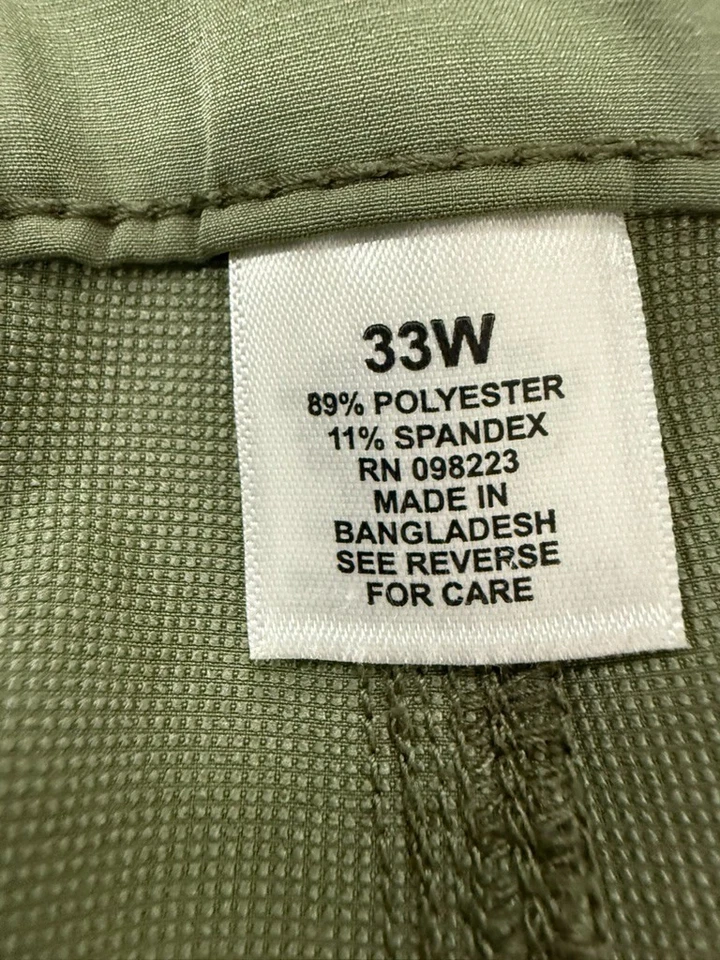 33W
89% POLYESTER
11% SPANDEX
RN 098223
MADE IN
BANGLADESH
SEE REVERSE
FOR CARE